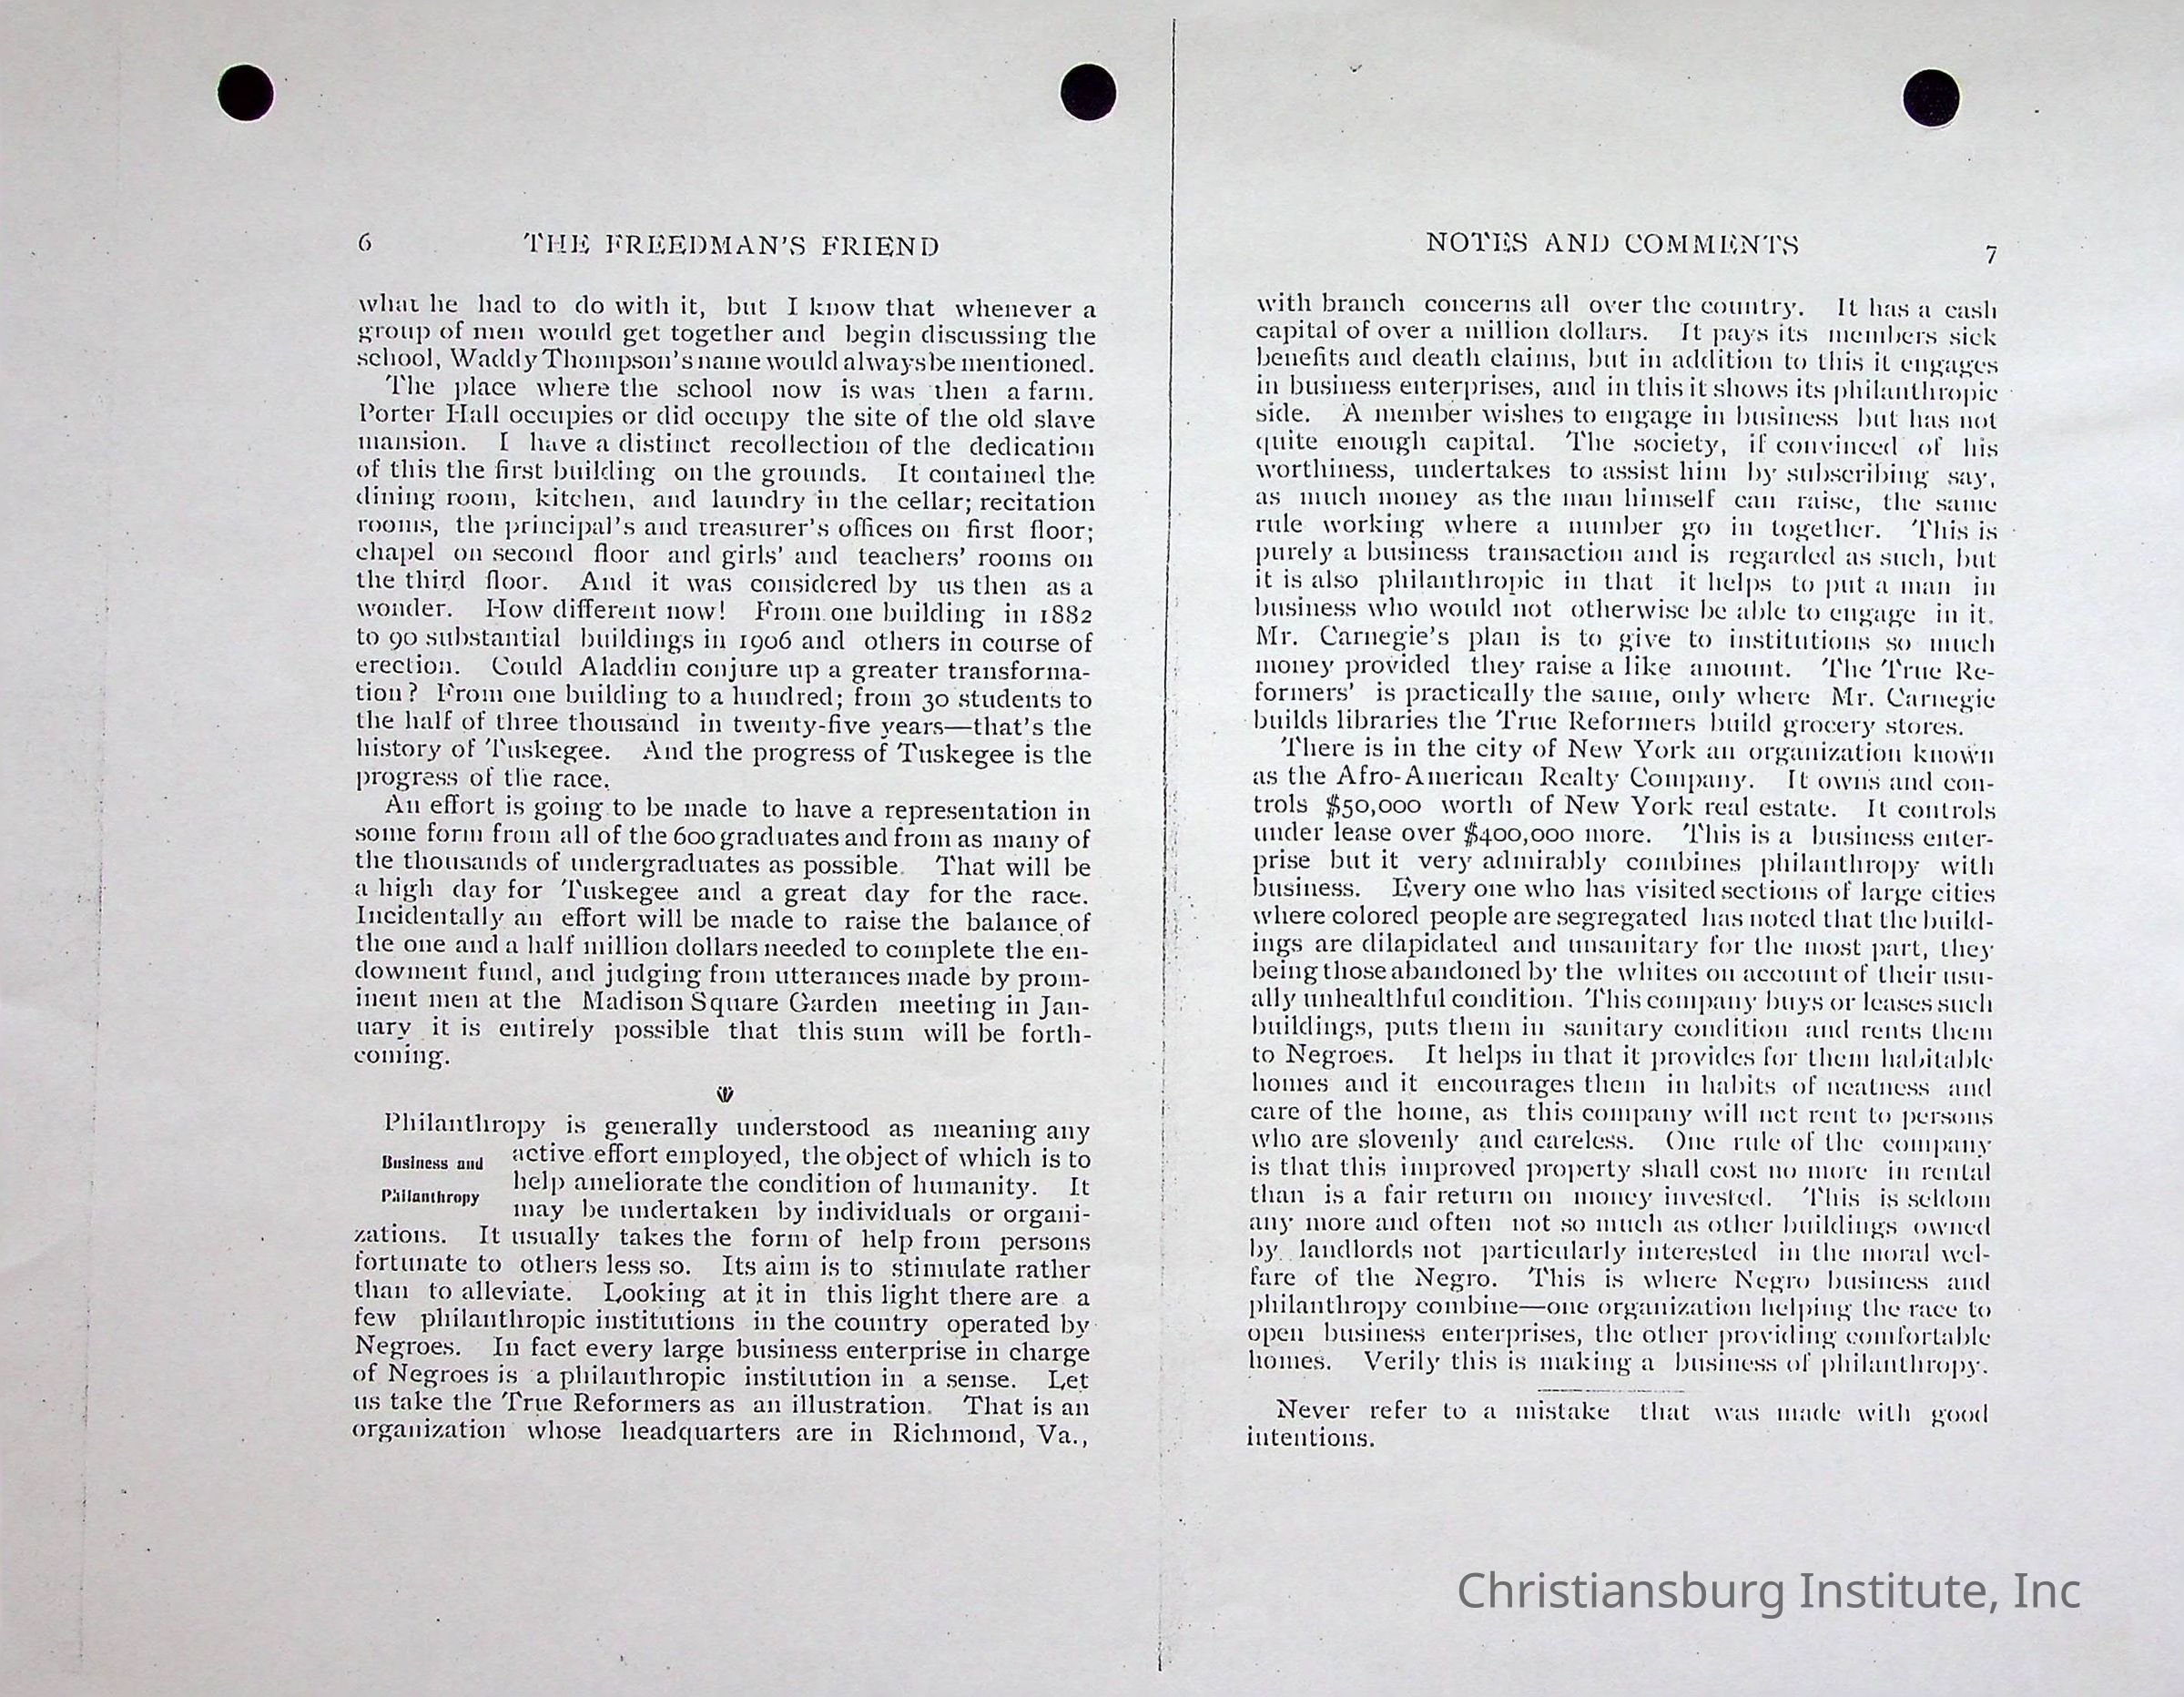 6 THE FREEDMAN'S FRIEND
what he had to do with it, but I know that whenever a
group of men would get together and begin discussing the
school, Waddy Thompson's name would always be mentioned.
The place where the school now is was then a farm.
Porter Hall occupies or did occupy the site of the old slave
mansion. I have a distinct recollection of the dedication
of this the first building on the grounds. It contained the
dining room, kitchen, and laundry in the cellar; recitation
rooms, the principal's and treasurer's offices on first floor;
chapel on second floor and girls' and teachers' rooms on
the third floor. And it was considered by us then as a
wonder. How different now! From one building in 1882
to 90 substantial buildings in 1906 and others in course of
erection. Could Aladdin conjure up a greater transforma-
tion? From one building to a hundred; from 30 students to
the half of three thousand in twenty-five years—that's the
history of Tuskegee. And the progress of Tuskegee is the
progress of the race.
An effort is going to be made to have a representation in
some form from all of the 600 graduates and from as many of
the thousands of undergraduates as possible. That will be
a high day for Tuskegee and a great day for the race.
Incidentally an effort will be made to raise the balance of
the one and a half million dollars needed to complete the en-
dowment fund, and judging from utterances made by prom-
inent men at the Madison Square Garden meeting in Jan-
uary it is entirely possible that this sum will be forth-
coming.
Business and
Philanthropy
Philanthropy is generally understood as meaning any
active effort employed, the object of which is to
help ameliorate the condition of humanity. It
may be undertaken by individuals or organi-
zations. It usually takes the form of help from persons
fortunate to others less so. Its aim is to stimulate rather
than to alleviate. Looking at it in this light there are a
few philanthropic institutions in the country operated by
Negroes. In fact every large business enterprise in charge
of Negroes is a philanthropic institution in a sense. Let
us take the True Reformers as an illustration. That is an
organization whose headquarters are in Richmond, Va.,
NOTES AND COMMENTS 7
with branch concerns all over the country. It has a cash
capital of over a million dollars. It pays its members sick
benefits and death claims, but in addition to this it engages
in business enterprises, and in this it shows its philanthropic
side. A member wishes to engage in business but has not
quite enough capital. The society, if convinced of his
worthiness, undertakes to assist him by subscribing say,
as much money as the man himself can raise, the same
rule working where a number go in together. This is
purely a business transaction and is regarded as such, but
it is also philanthropic in that it helps to put a man in
business who would not otherwise be able to engage in it.
Mr. Carnegie's plan is to give to institutions so much
money provided they raise a like amount. The True Re-
formers' is practically the same, only where Mr. Carnegie
builds libraries the True Reformers build grocery stores.
There is in the city of New York an organization known
as the Afro-American Realty Company. It owns and con-
trols $50,000 worth of New York real estate. It controls
under lease over $400,000 more. This is a business enter-
prise but it very admirably combines philanthropy with
business. Every one who has visited sections of large cities
where colored people are segregated has noted that the build-
ings are dilapidated and unsanitary for the most part, they
being those abandoned by the whites on account of their usu-
ally unhealthful condition. This company buys or leases such
buildings, puts them in sanitary condition and rents them
to Negroes. It helps in that it provides for them habitable
homes and it encourages them in habits of neatness and
care of the home, as this company will not rent to persons
who are slovenly and careless. One rule of the company
is that this improved property shall cost no more in rental
than is a fair return on money invested. This is seldom
any more and often not so much as other buildings owned
by landlords not particularly interested in the moral wel-
fare of the Negro. This is where Negro business and
philanthropy combine—one organization helping the race to
open business enterprises, the other providing comfortable
homes. Verily this is making a business of philanthropy.
Never refer to a mistake that was made with good
intentions.
Christiansburg Institute, Inc